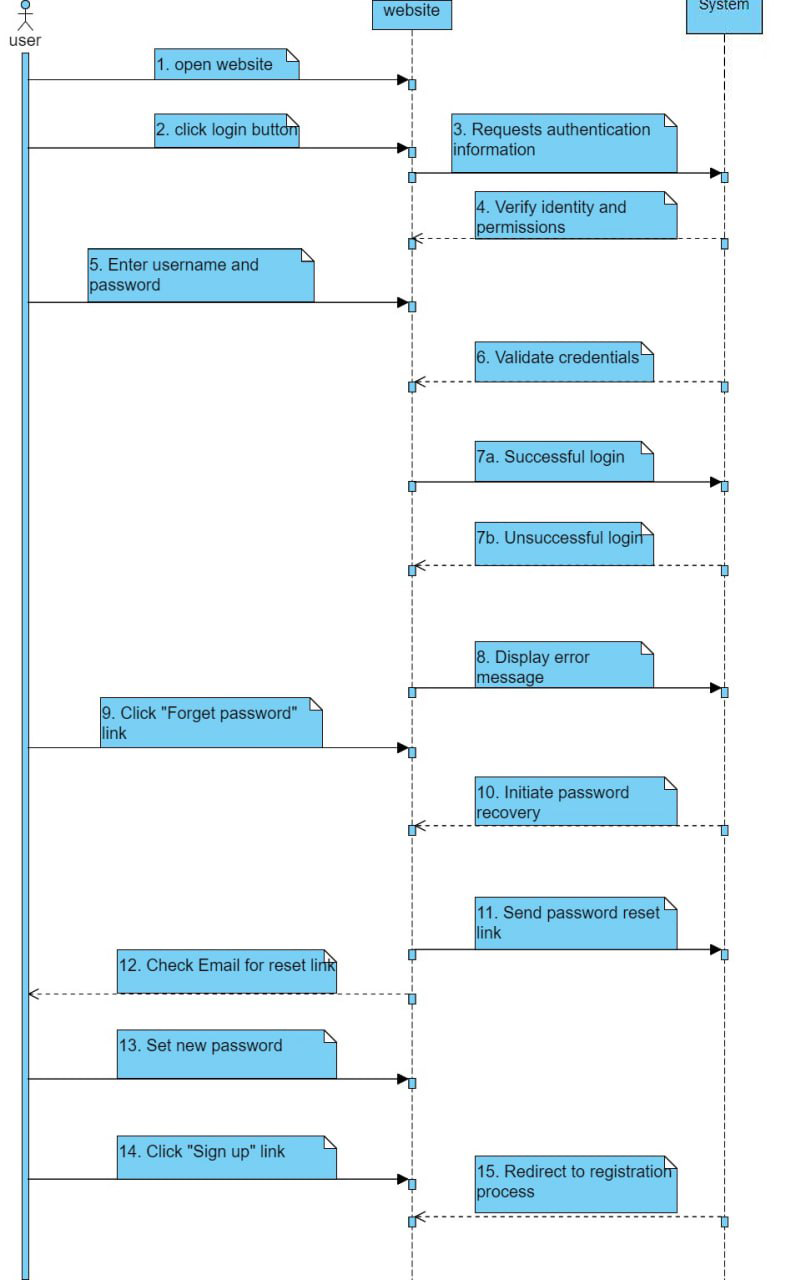 website
System
user
1. open website
2. click login button
3. Requests authentication
information
4. Verify identity and
permissions
5. Enter username and
password
6. Validate credentials
7a. Successful login
7b. Unsuccessful login
8. Display error
message
9. Click "Forget password"
link
10. Initiate password
recovery
11. Send password reset
link
12. Check Email for reset link
13. Set new password
14. Click "Sign up" link
15. Redirect to registration
process